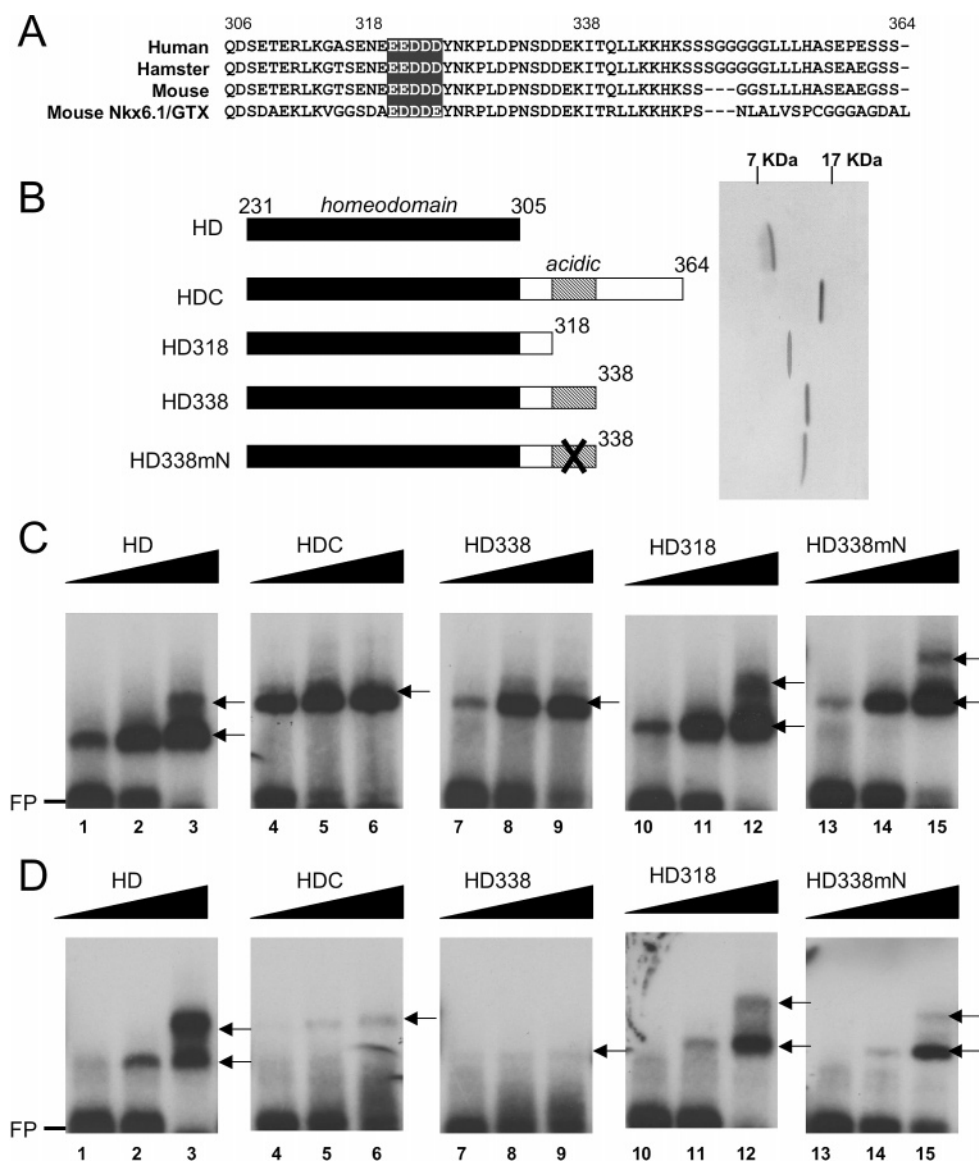 A
306 318 338 364
Human QDSETERLKGASENEEEDDDYNKPLDPNSDDEKITQLLKKHKSSSGGGGGLLLHASEPESSS-
Hamster QDSETERLKGTSENEEEDDDYNKPLDPNSDDEKITQLLKKHKSSSGGGGGLLLHASEAEGSS-
Mouse QDSETERLKGTSENEEEDDDYNKPLDPNSDDEKITQLLKKHKSS---GGSLLLHASEAEGSS-
Mouse Nkx6.1/GTX QDSDAEKLKVGGSDAEDDDEYNRPLDPNSDDEKITRLLKKHKPS---NLALVSPCGGGAGDAL
B
7 KDa 17 KDa
HD 231 homeodomain 305
HDC acidic 364
HD318 318
HD338 338
HD338mN 338
C
HD HDC HD338 HD318 HD338mN
FP
1 2 3 4 5 6 7 8 9 10 11 12 13 14 15
D
HD HDC HD338 HD318 HD338mN
FP
1 2 3 4 5 6 7 8 9 10 11 12 13 14 15